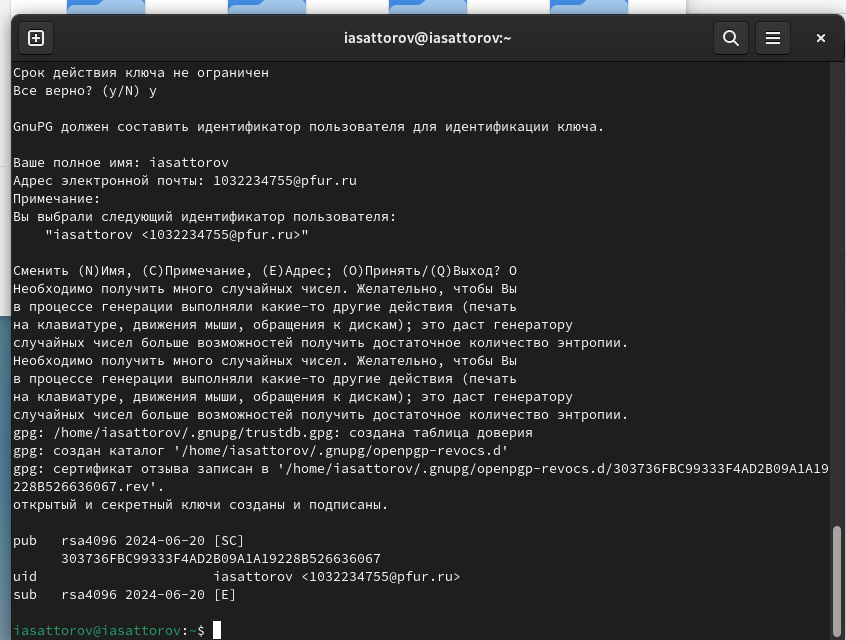 iasattorov@iasattorov:~
Срок действия ключа не ограничен
Все верно? (y/N) y
GnuPG должен составить идентификатор пользователя для идентификации ключа.
Ваше полное имя: iasattorov
Адрес электронной почты: 1032234755@pfur.ru
Примечание:
Вы выбрали следующий идентификатор пользователя:
    "iasattorov <1032234755@pfur.ru>"
Сменить (N)Имя, (C)Примечание, (E)Адрес; (O)Принять/(Q)Выход? O
Необходимо получить много случайных чисел. Желательно, чтобы Вы
в процессе генерации выполняли какие-то другие действия (печать
на клавиатуре, движения мыши, обращения к дискам); это даст генератору
случайных чисел больше возможностей получить достаточное количество энтропии.
Необходимо получить много случайных чисел. Желательно, чтобы Вы
в процессе генерации выполняли какие-то другие действия (печать
на клавиатуре, движения мыши, обращения к дискам); это даст генератору
случайных чисел больше возможностей получить достаточное количество энтропии.
gpg: /home/iasattorov/.gnupg/trustdb.gpg: создана таблица доверия
gpg: создан каталог '/home/iasattorov/.gnupg/openpgp-revocs.d'
gpg: сертификат отзыва записан в '/home/iasattorov/.gnupg/openpgp-revocs.d/303736FBC99333F4AD2B09A1A19
228B526636067.rev'.
открытый и секретный ключи созданы и подписаны.
pub   rsa4096 2024-06-20 [SC]
      303736FBC99333F4AD2B09A1A19228B526636067
uid                      iasattorov <1032234755@pfur.ru>
sub   rsa4096 2024-06-20 [E]
iasattorov@iasattorov:~$